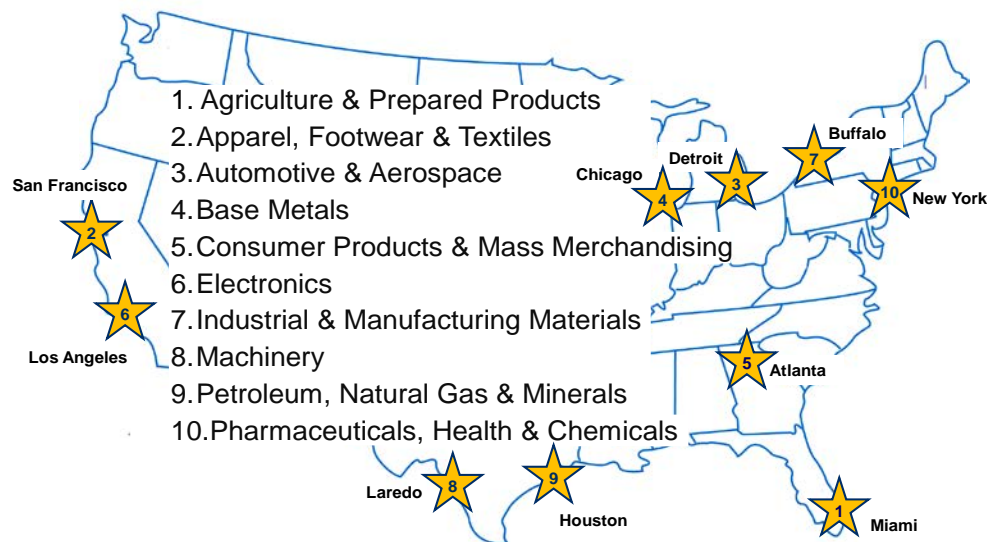 1. Agriculture & Prepared Products
2.Apparel, Footwear & Textiles
3.Automotive & Aerospace
4.Base Metals
5.Consumer Products & Mass Merchandising
6.Electronics
7.Industrial & Manufacturing Materials
8.Machinery
9.Petroleum, Natural Gas & Minerals
10.Pharmaceuticals, Health & Chemicals
San Francisco
2
Los Angeles
6
Chicago
4
Detroit
3
Buffalo
7
New York
10
Atlanta
5
Laredo
8
Houston
9
Miami
1